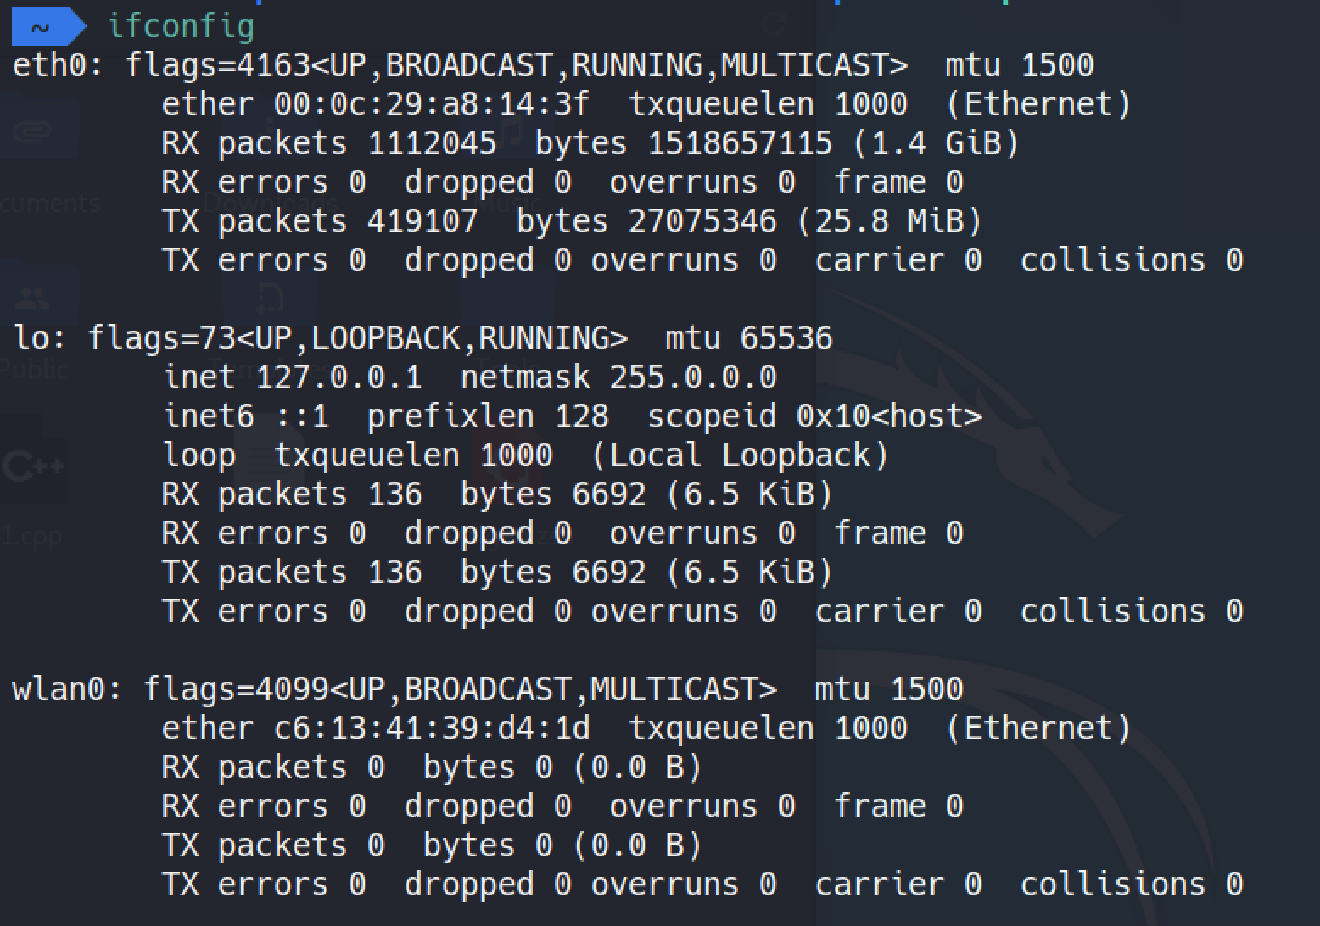 ~ ifconfig
eth0: flags=4163<UP,BROADCAST,RUNNING,MULTICAST>  mtu 1500
        ether 00:0c:29:a8:14:3f  txqueuelen 1000  (Ethernet)
        RX packets 1112045  bytes 1518657115 (1.4 GiB)
        RX errors 0  dropped 0  overruns 0  frame 0
        TX packets 419107  bytes 27075346 (25.8 MiB)
        TX errors 0  dropped 0 overruns 0  carrier 0  collisions 0

lo: flags=73<UP,LOOPBACK,RUNNING>  mtu 65536
        inet 127.0.0.1  netmask 255.0.0.0
        inet6 ::1  prefixlen 128  scopeid 0x10<host>
        loop  txqueuelen 1000  (Local Loopback)
        RX packets 136  bytes 6692 (6.5 KiB)
        RX errors 0  dropped 0  overruns 0  frame 0
        TX packets 136  bytes 6692 (6.5 KiB)
        TX errors 0  dropped 0 overruns 0  carrier 0  collisions 0

wlan0: flags=4099<UP,BROADCAST,MULTICAST>  mtu 1500
        ether c6:13:41:39:d4:1d  txqueuelen 1000  (Ethernet)
        RX packets 0  bytes 0 (0.0 B)
        RX errors 0  dropped 0  overruns 0  frame 0
        TX packets 0  bytes 0 (0.0 B)
        TX errors 0  dropped 0 overruns 0  carrier 0  collisions 0
cuments
Downloads
Public
C++
1.cpp